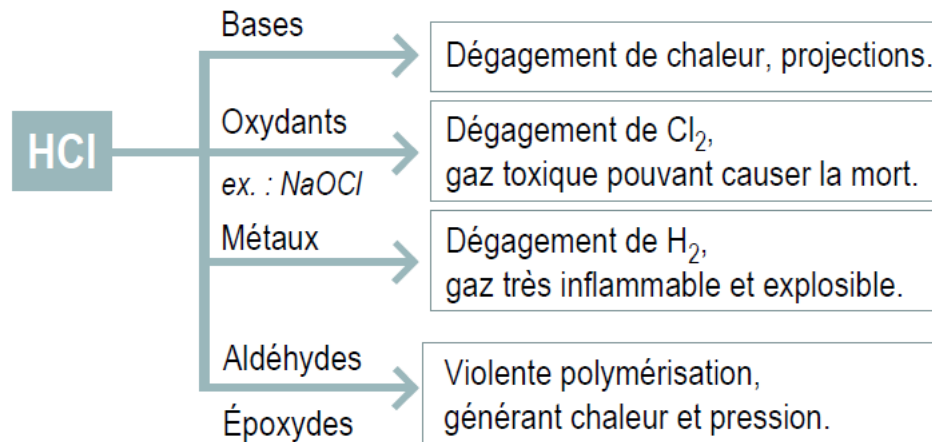 HCl
Bases
Dégagement de chaleur, projections.
Oxydants
ex. : NaOCl
Dégagement de Cl₂,
gaz toxique pouvant causer la mort.
Métaux
Dégagement de H₂,
gaz très inflammable et explosible.
Aldéhydes
Époxydes
Violente polymérisation,
générant chaleur et pression.